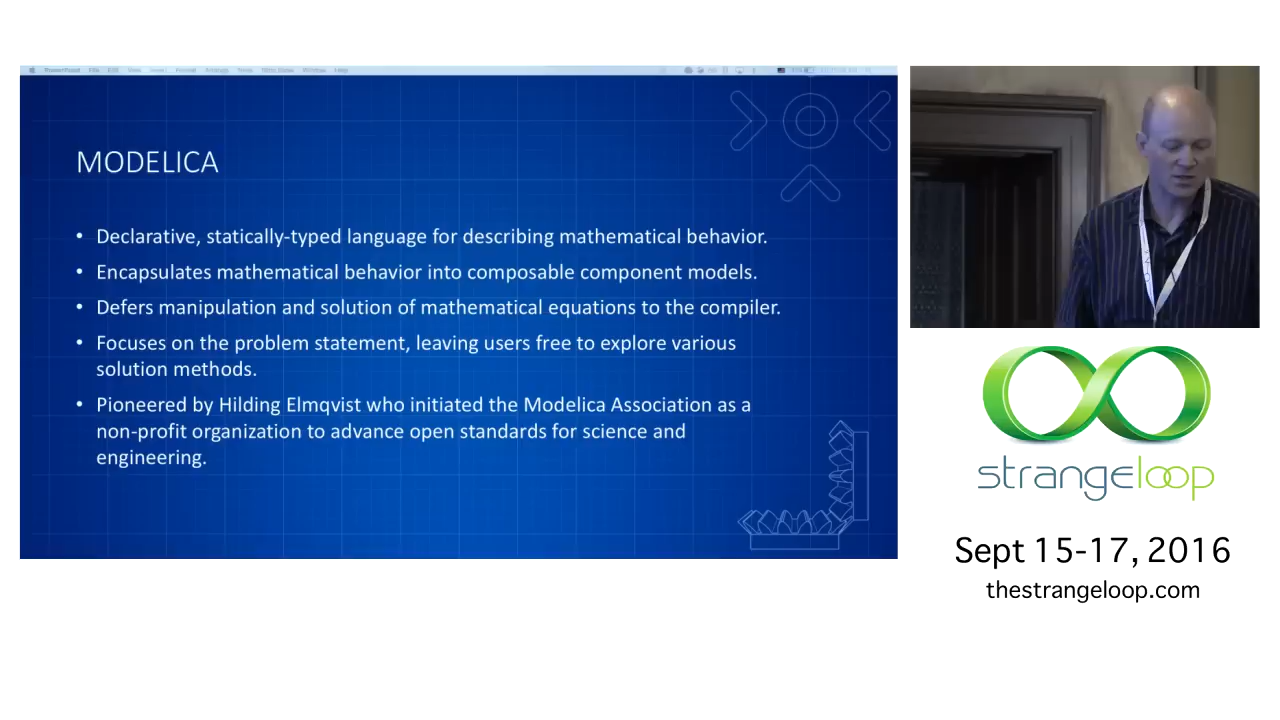 MODELICA
• Declarative, statically-typed language for describing mathematical behavior.
• Encapsulates mathematical behavior into composable component models.
• Defers manipulation and solution of mathematical equations to the compiler.
• Focuses on the problem statement, leaving users free to explore various
solution methods.
• Pioneered by Hilding Elmqvist who initiated the Modelica Association as a
non-profit organization to advance open standards for science and
engineering.
strangeloop
Sept 15-17, 2016
thestrangeloop.com